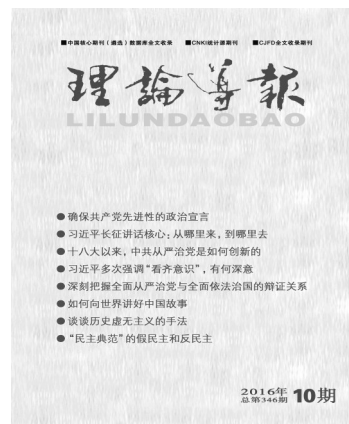 ■中国核心期刊（遴选）数据库全文收录 ■CNKI统计源期刊 ■CJFD全文收录期刊
理論导報
LILUNDAOBAO
●确保共产党先进性的政治宣言
●习近平长征讲话核心：从哪里来，到哪里去
●十八大以来，中共从严治党是如何创新的
●习近平多次强调“看齐意识”，有何深意
●深刻把握全面从严治党与全面依法治国的辩证关系
●如何向世界讲好中国故事
●谈谈历史虚无主义的手法
●“民主典范”的假民主和反民主
2016年
总第346期 10期